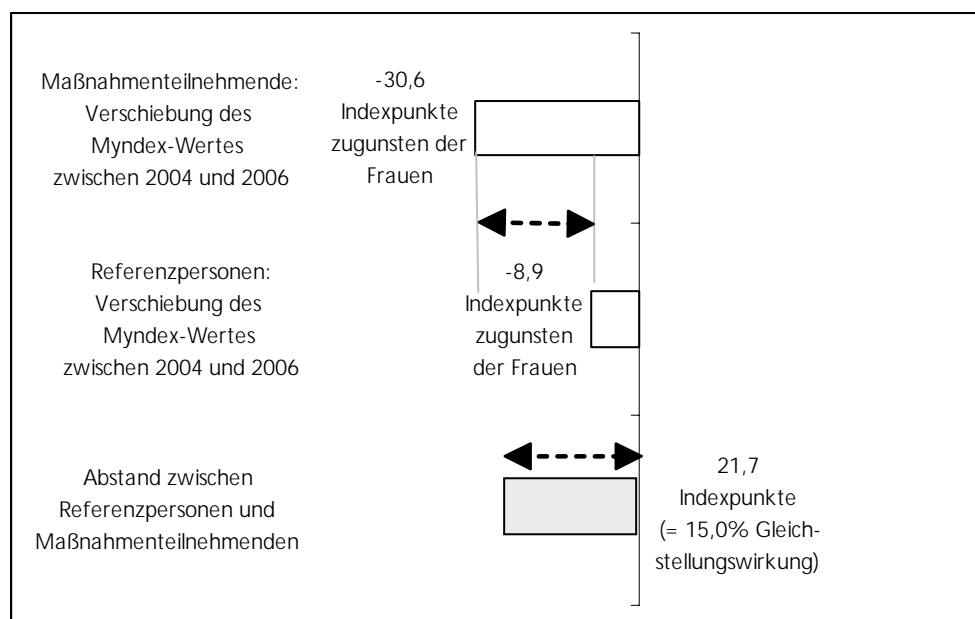 Maßnahmenteilnehmende:
Verschiebung des
Myndex-Wertes
zwischen 2004 und 2006
-30,6
Indexpunkte
zugunsten der
Frauen
Referenzpersonen:
Verschiebung des
Myndex-Wertes
zwischen 2004 und 2006
-8,9
Indexpunkte
zugunsten
der Frauen
Abstand zwischen
Referenzpersonen und
Maßnahmenteilnehmenden
21,7
Indexpunkte
(= 15,0% Gleich-
stellungswirkung)